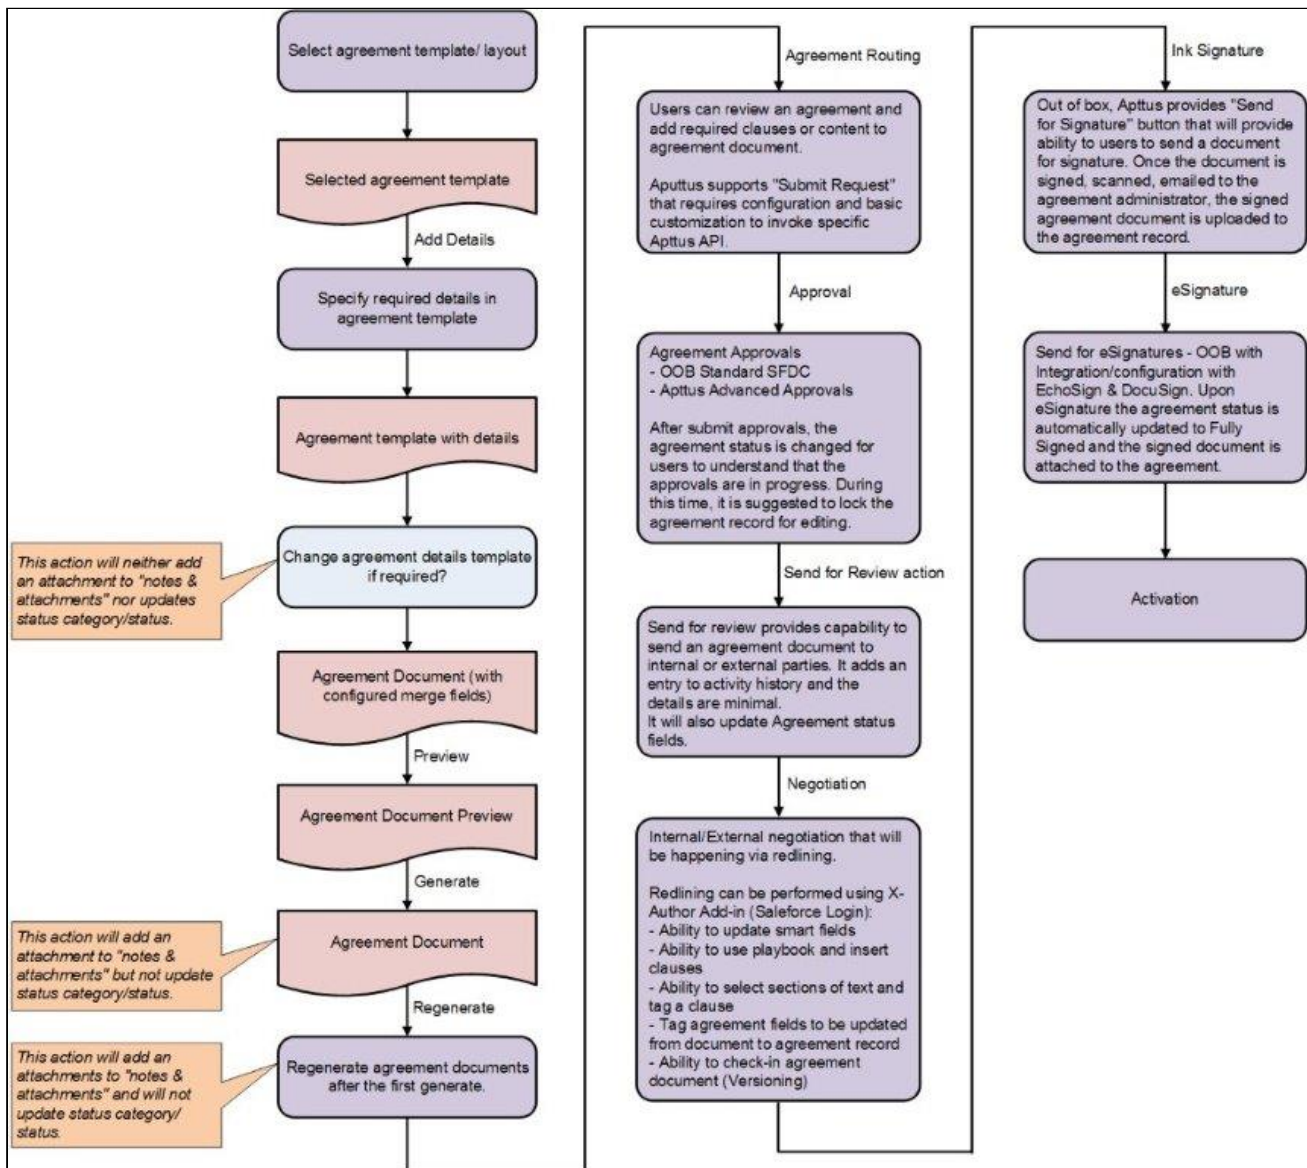 Select agreement template/ layout
Selected agreement template
Add Details
Specify required details in
agreement template
Agreement template with details
This action will neither add
an attachment to "notes &
attachments" nor updates
status category/status.
Change agreement details template
if required?
Agreement Document (with
configured merge fields)
Preview
Agreement Document Preview
Generate
This action will add an
attachment to "notes &
attachments" but not update
status category/status.
Agreement Document
Regenerate
This action will add an
attachments to "notes &
attachments" and will not
update status category/
status.
Regenerate agreement documents
after the first generate.
Agreement Routing
Users can review an agreement and
add required clauses or content to
agreement document.
Aputtus supports "Submit Request"
that requires configuration and basic
customization to invoke specific
Apttus API.
Approval
Agreement Approvals
- OOB Standard SFDC
- Apttus Advanced Approvals
After submit approvals, the
agreement status is changed for
users to understand that the
approvals are in progress. During
this time, it is suggested to lock the
agreement record for editing.
Send for Review action
Send for review provides capability to
send an agreement document to
internal or external parties. It adds an
entry to activity history and the
details are minimal.
It will also update Agreement status
fields.
Negotiation
Internal/External negotiation that will
be happening via redlining.
Redlining can be performed using X-
Author Add-in (Saleforce Login):
- Ability to update smart fields
- Ability to use playbook and insert
clauses
- Ability to select sections of text and
tag a clause
- Tag agreement fields to be updated
from document to agreement record
- Ability to check-in agreement
document (Versioning)
Ink Signature
Out of box, Apttus provides "Send
for Signature" button that will provide
ability to users to send a document
for signature. Once the document is
signed, scanned, emailed to the
agreement administrator, the signed
agreement document is uploaded to
the agreement record.
eSignature
Send for eSignatures - OOB with
Integration/configuration with
EchoSign & DocuSign. Upon
eSignature the agreement status is
automatically updated to Fully
Signed and the signed document is
attached to the agreement.
Activation